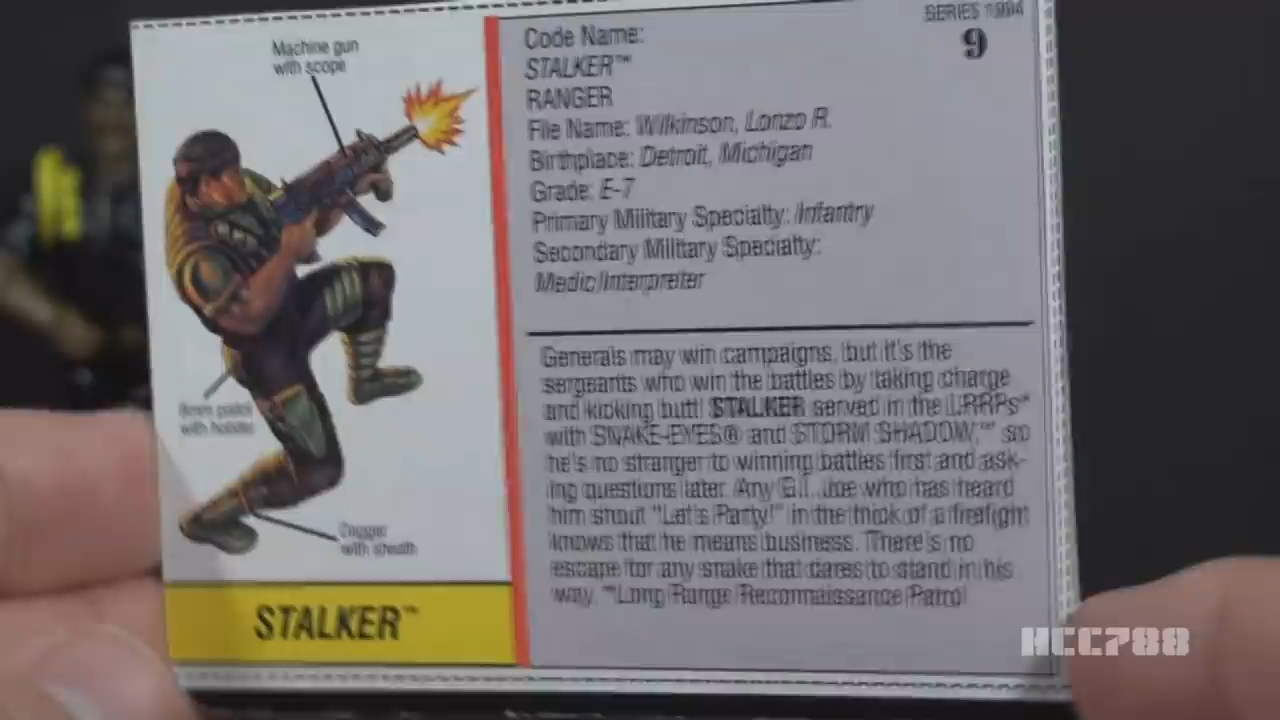 SERIES 1994
9
Machine gun
with scope
Code Name:
STALKER™
RANGER
File Name: Wilkinson, Lonzo R.
Birthplace: Detroit, Michigan
Grade: E-7
Primary Military Specialty: Infantry
Secondary Military Specialty:
Medic/Interpreter
Generals may win campaigns, but it's the
sergeants who win the battles by taking charge
and kicking butt! STALKER served in the LRRPs*
with SNAKE-EYES® and STORM SHADOW,™ so
he's no stranger to winning battles first and ask-
ing questions later. Any G.I. Joe who has heard
him shout "Let's Party!" in the thick of a firefight
knows that he means business. There's no
escape for any snake that dares to stand in his
way. *Long Range Reconnaissance Patrol
pistol
with holster
Dagger
with sheath
STALKER™
HCC788